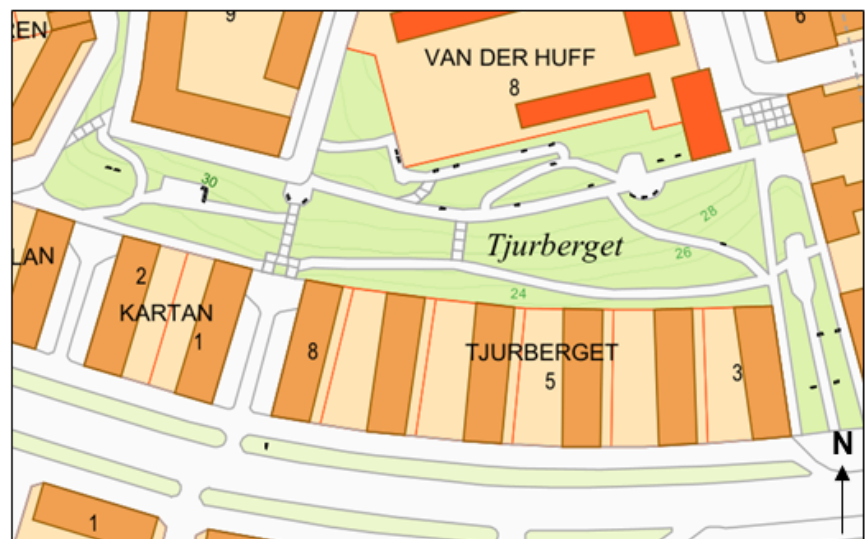 EN
9
VAN DER HUFF
8
6
30
28
Tjurberget
26
24
LAN
2
KARTAN
1
8
TJURBERGET
5
3
N
1